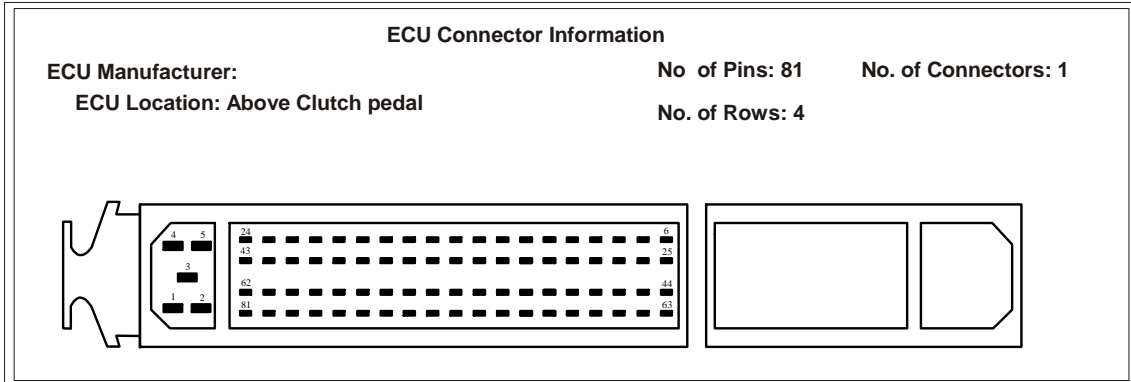 ECU Connector Information
ECU Manufacturer:
No of Pins: 81 No. of Connectors: 1
ECU Location: Above Clutch pedal
No. of Rows: 4
4 5 24 6
43 25
3
62 44
1 2 81 63